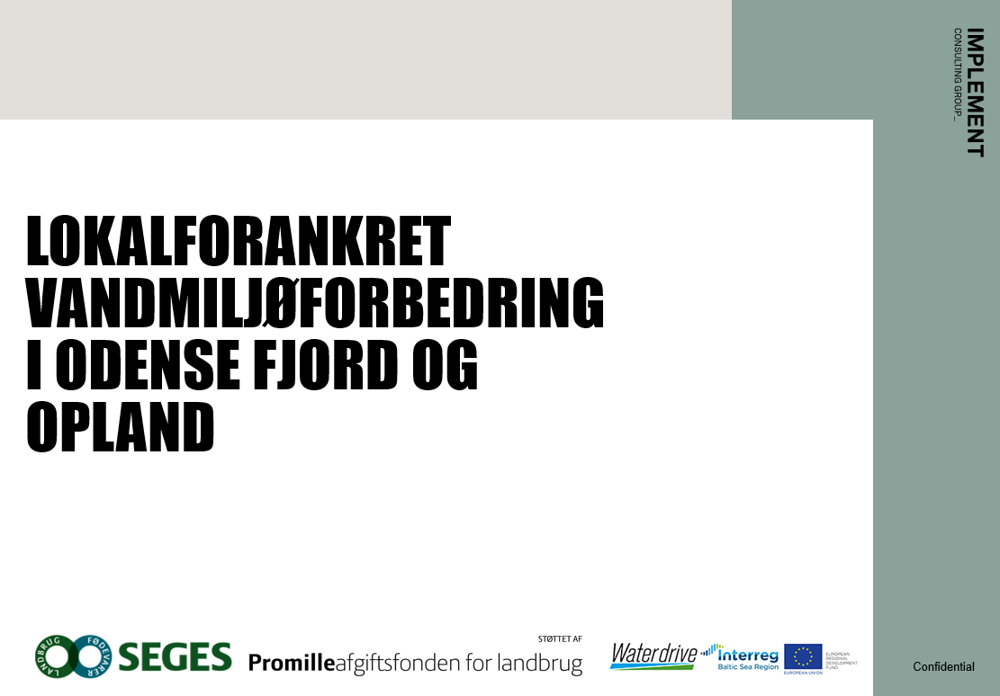 IMPLEMENT
CONSULTING GROUP_
LOKALFORANKRET
VANDMILJØFORBEDRING
I ODENSE FJORD OG
OPLAND
LANDBRUG FØDEVARER
SEGES
STØTTET AF
Promilleafgiftsfonden for landbrug
Waterdrive
Interreg
Baltic Sea Region
EUROPEAN UNION
EUROPEAN
REGIONAL
DEVELOPMENT
FUND
Confidential